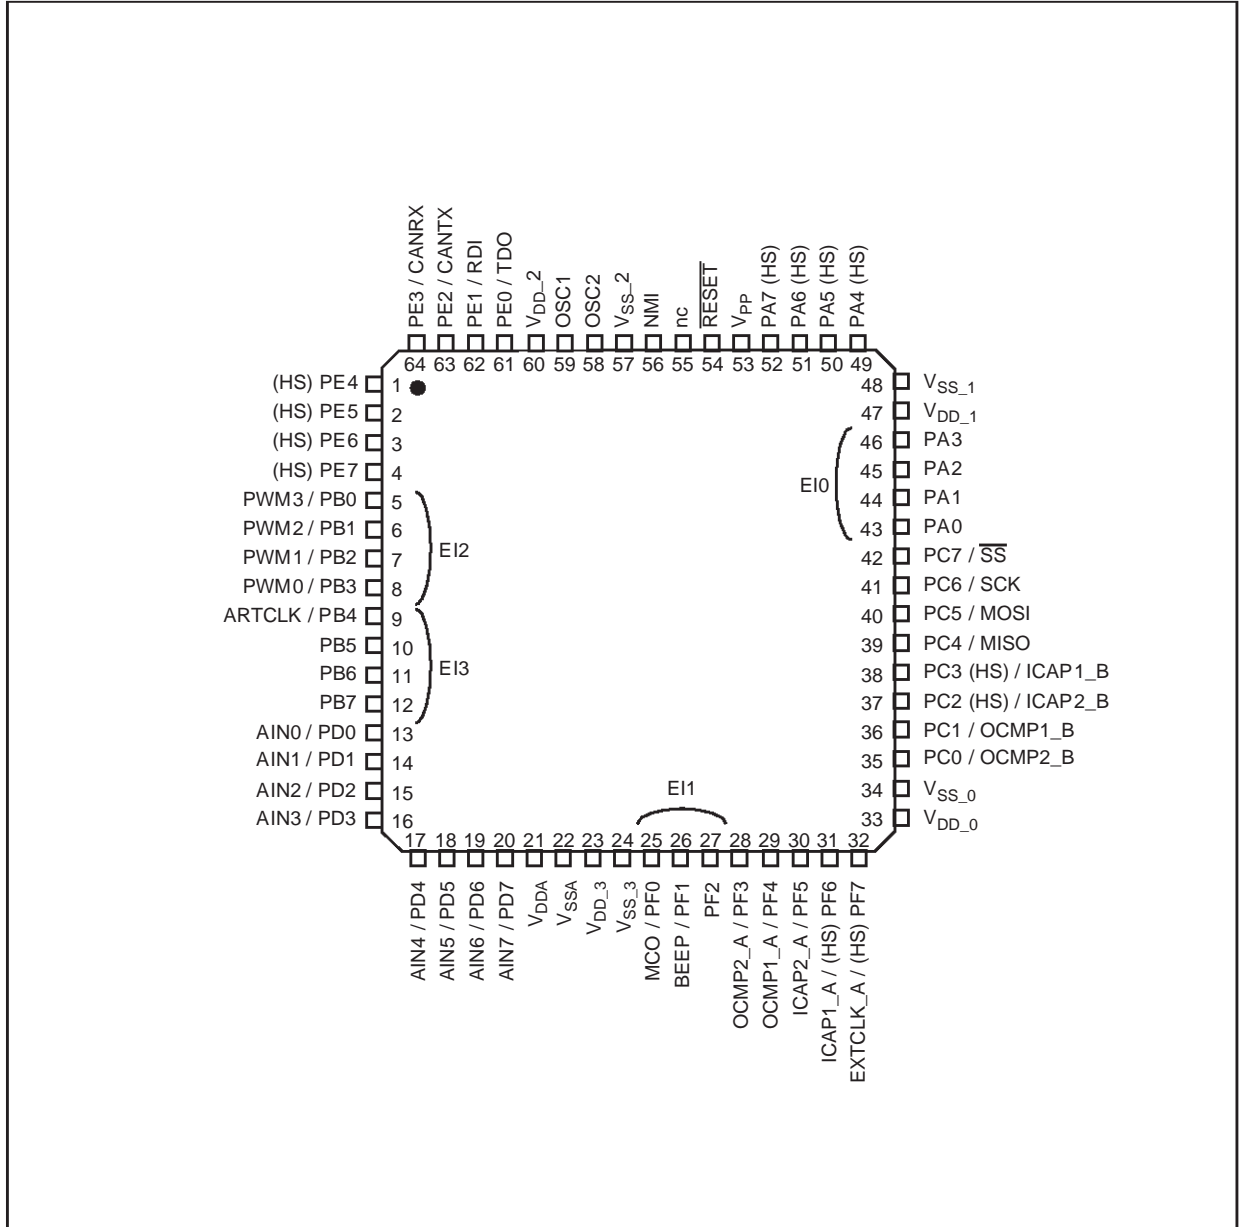 PE3 / CANRX
PE2 / CANTX
PE1 / RDI
PE0 / TDO
VDD_2
OSC1
OSC2
VSS_2
NMI
nc
RESET
VPP
PA7 (HS)
PA6 (HS)
PA5 (HS)
PA4 (HS)
64 63 62 61 60 59 58 57 56 55 54 53 52 51 50 49
(HS) PE4 1
(HS) PE5 2
(HS) PE6 3
(HS) PE7 4
PWM3 / PB0 5
PWM2 / PB1 6
PWM1 / PB2 7
PWM0 / PB3 8
ARTCLK / PB4 9
PB5 10
PB6 11
PB7 12
AIN0 / PD0 13
AIN1 / PD1 14
AIN2 / PD2 15
AIN3 / PD3 16
EI2
EI3
EI0
EI1
48 VSS_1
47 VDD_1
46 PA3
45 PA2
44 PA1
43 PA0
42 PC7 / SS
41 PC6 / SCK
40 PC5 / MOSI
39 PC4 / MISO
38 PC3 (HS) / ICAP1_B
37 PC2 (HS) / ICAP2_B
36 PC1 / OCMP1_B
35 PC0 / OCMP2_B
34 VSS_0
33 VDD_0
17 18 19 20 21 22 23 24 25 26 27 28 29 30 31 32
AIN4 / PD4
AIN5 / PD5
AIN6 / PD6
AIN7 / PD7
VDDA
VSSA
VDD_3
VSS_3
MCO / PF0
BEEP / PF1
PF2
OCMP2_A / PF3
OCMP1_A / PF4
ICAP2_A / PF5
ICAP1_A / (HS) PF6
EXTCLK_A / (HS) PF7